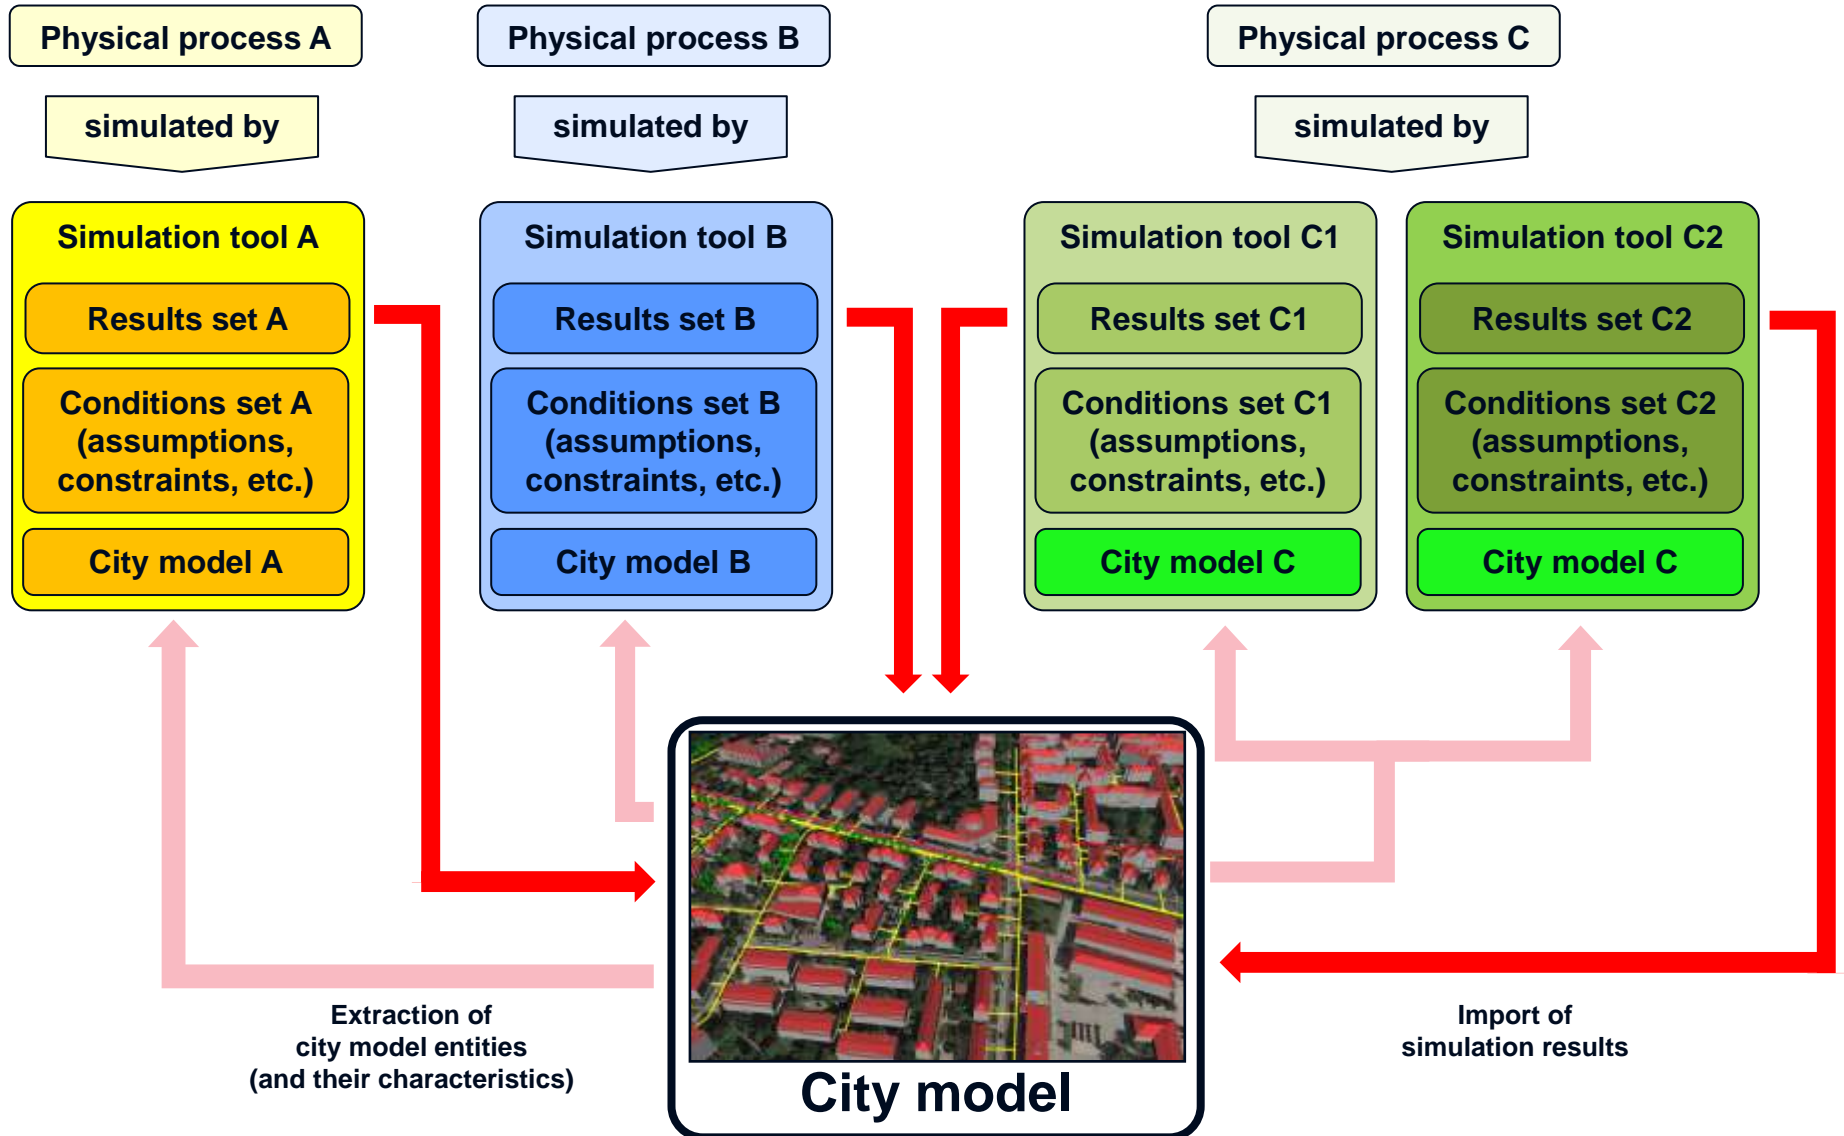 Physical process A
Physical process B
Physical process C
simulated by
simulated by
simulated by
Simulation tool A
Results set A
Conditions set A
(assumptions,
constraints, etc.)
City model A
Simulation tool B
Results set B
Conditions set B
(assumptions,
constraints, etc.)
City model B
Simulation tool C1
Results set C1
Conditions set C1
(assumptions,
constraints, etc.)
City model C
Simulation tool C2
Results set C2
Conditions set C2
(assumptions,
constraints, etc.)
City model C
Extraction of
city model entities
(and their characteristics)
City model
Import of
simulation results